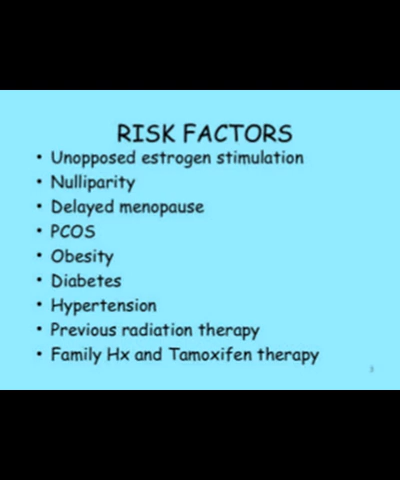 RISK FACTORS
• Unopposed estrogen stimulation
• Nulliparity
• Delayed menopause
• PCOS
• Obesity
• Diabetes
• Hypertension
• Previous radiation therapy
• Family Hx and Tamoxifen therapy
3